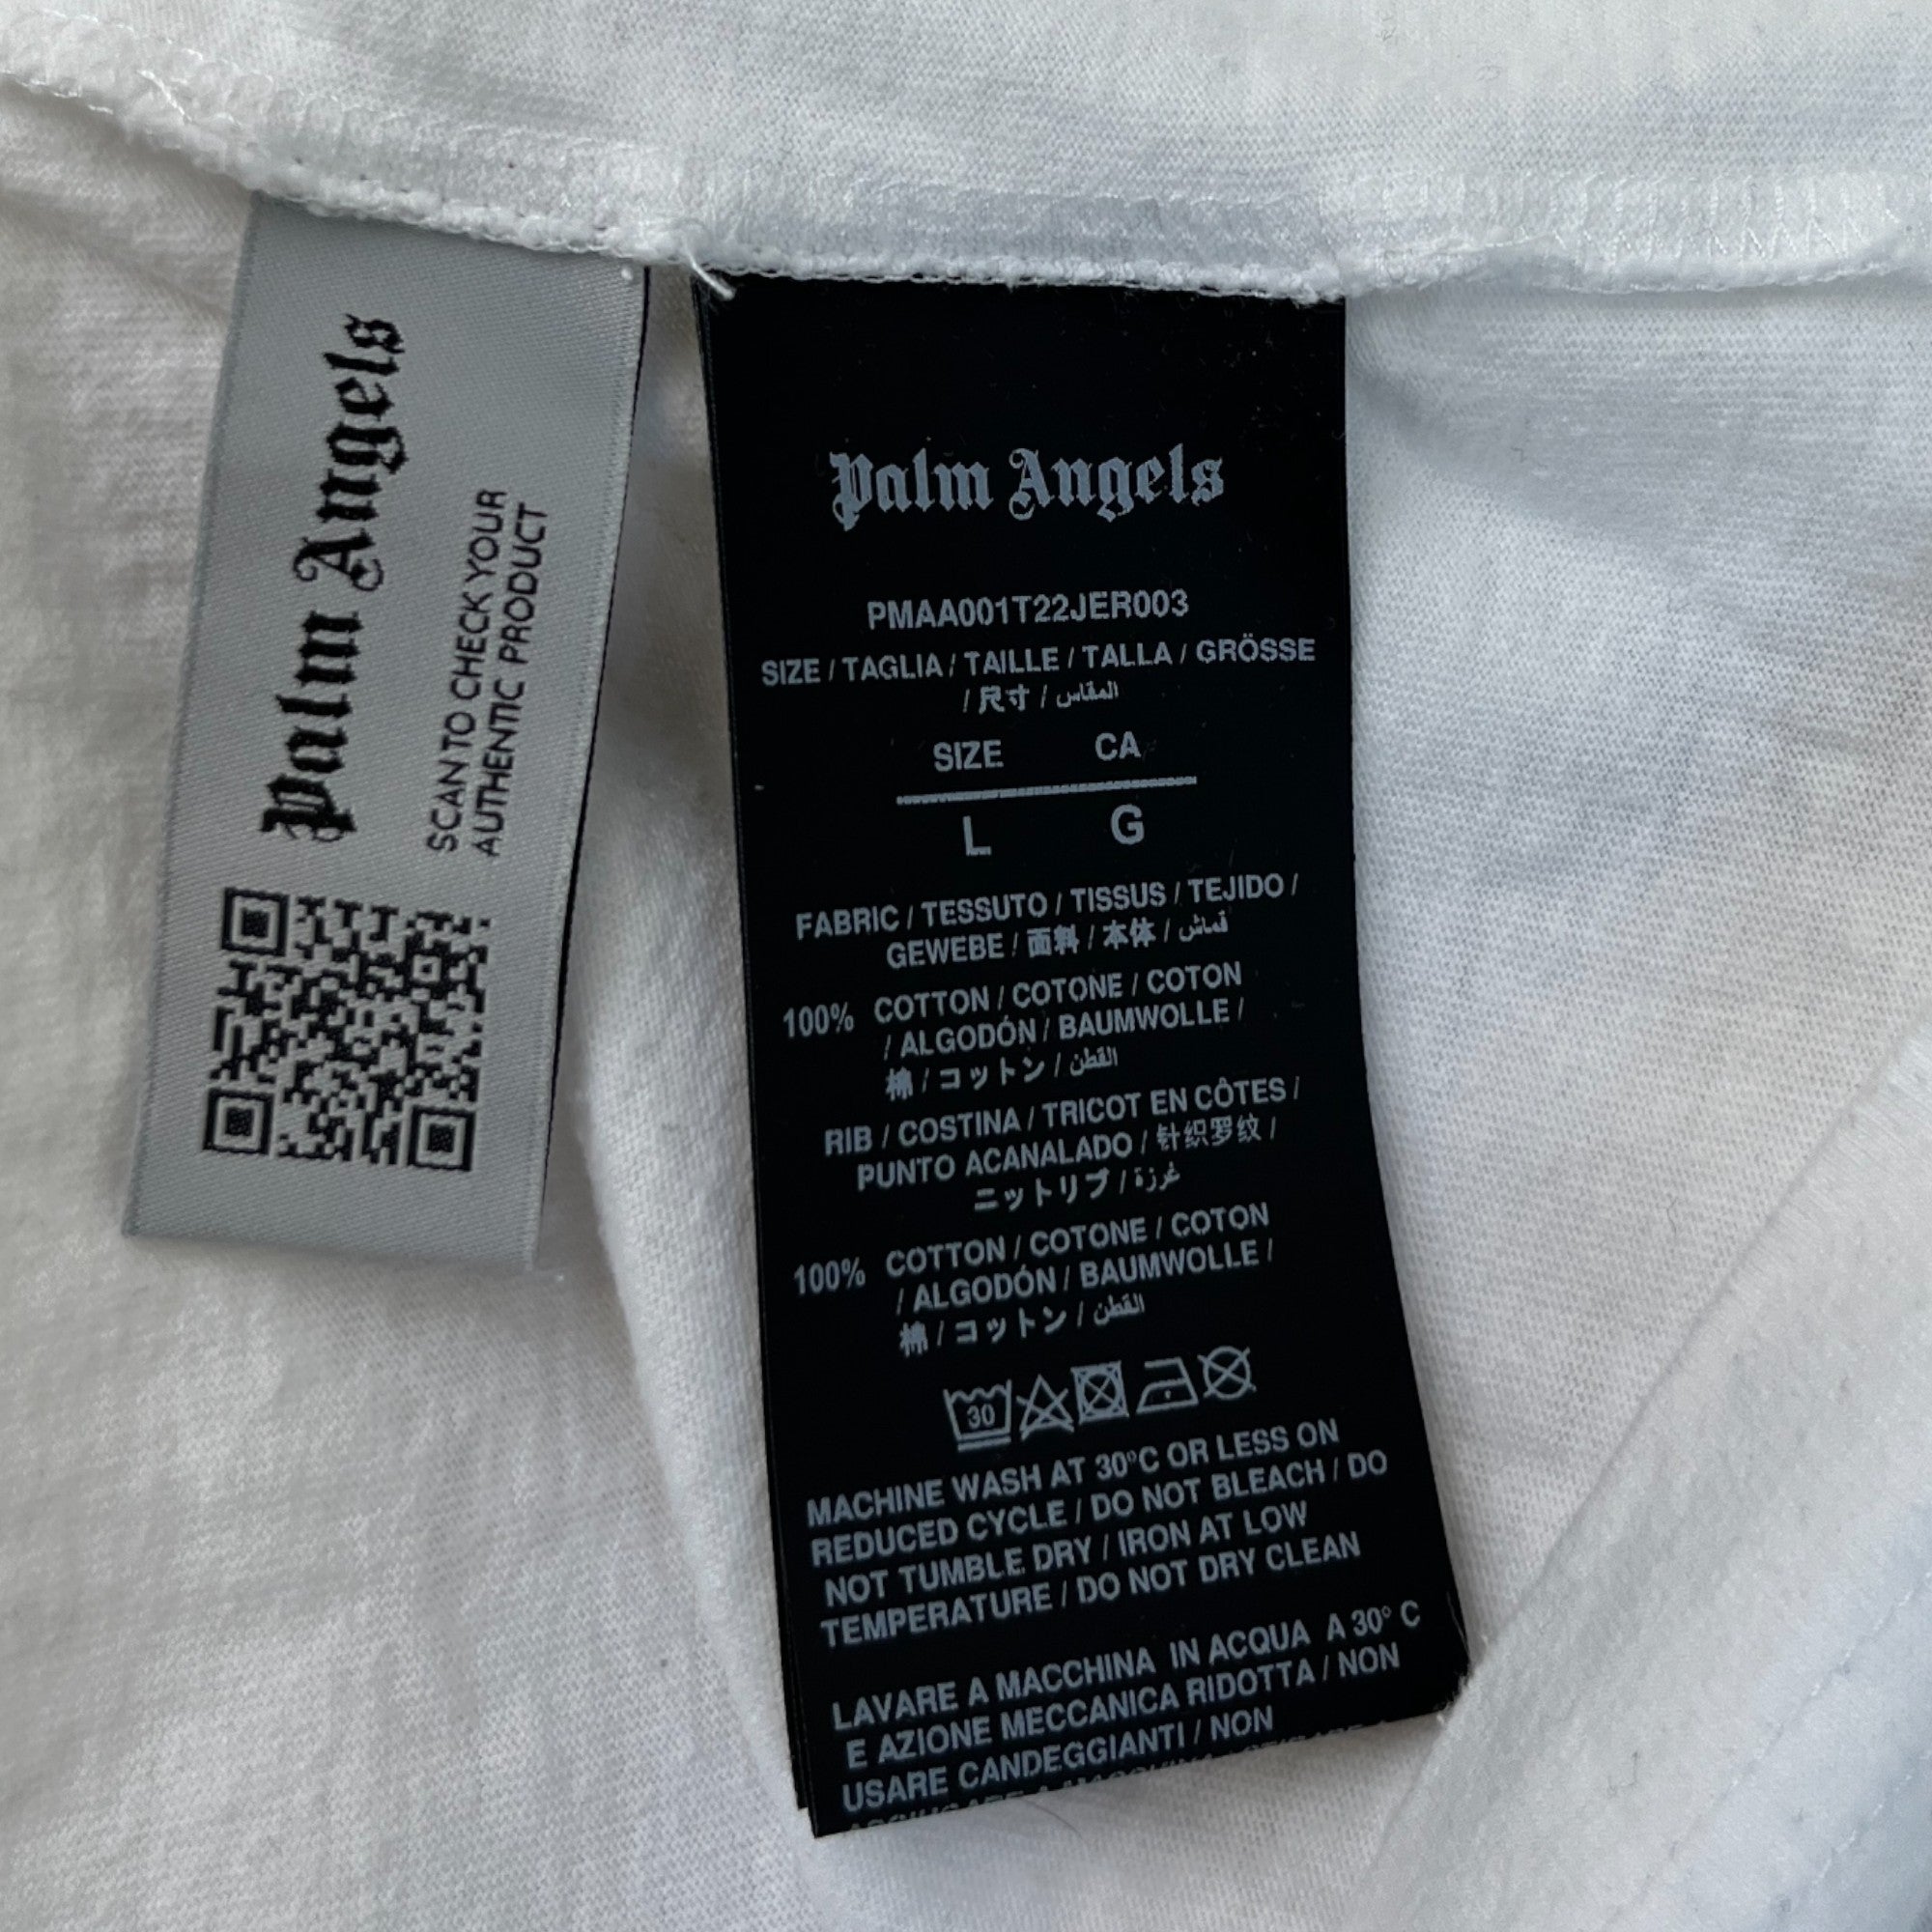 Palm Angels
SCAN TO CHECK YOUR
AUTHENTIC PRODUCT
Palm Angels
PMAA001T22JER003
SIZE / TAGLIA / TAILLE / TALLA / GRÖSSE
/ 尺寸 / المقاس
SIZE CA
L G
FABRIC / TESSUTO / TISSUS / TEJIDO /
GEWEBE / 面料 / 本体 / قماش
100% COTTON / COTONE / COTON
/ ALGODÓN / BAUMWOLLE /
棉 / コットン / القطن
RIB / COSTINA / TRICOT EN CÔTES /
PUNTO ACANALADO / 针织罗纹 /
ニットリブ / غرزة
100% COTTON / COTONE / COTON
/ ALGODÓN / BAUMWOLLE /
棉 / コットン / القطن
30
MACHINE WASH AT 30°C OR LESS ON
REDUCED CYCLE / DO NOT BLEACH / DO
NOT TUMBLE DRY / IRON AT LOW
TEMPERATURE / DO NOT DRY CLEAN
LAVARE A MACCHINA IN ACQUA A 30° C
E AZIONE MECCANICA RIDOTTA / NON
USARE CANDEGGIANTI / NON